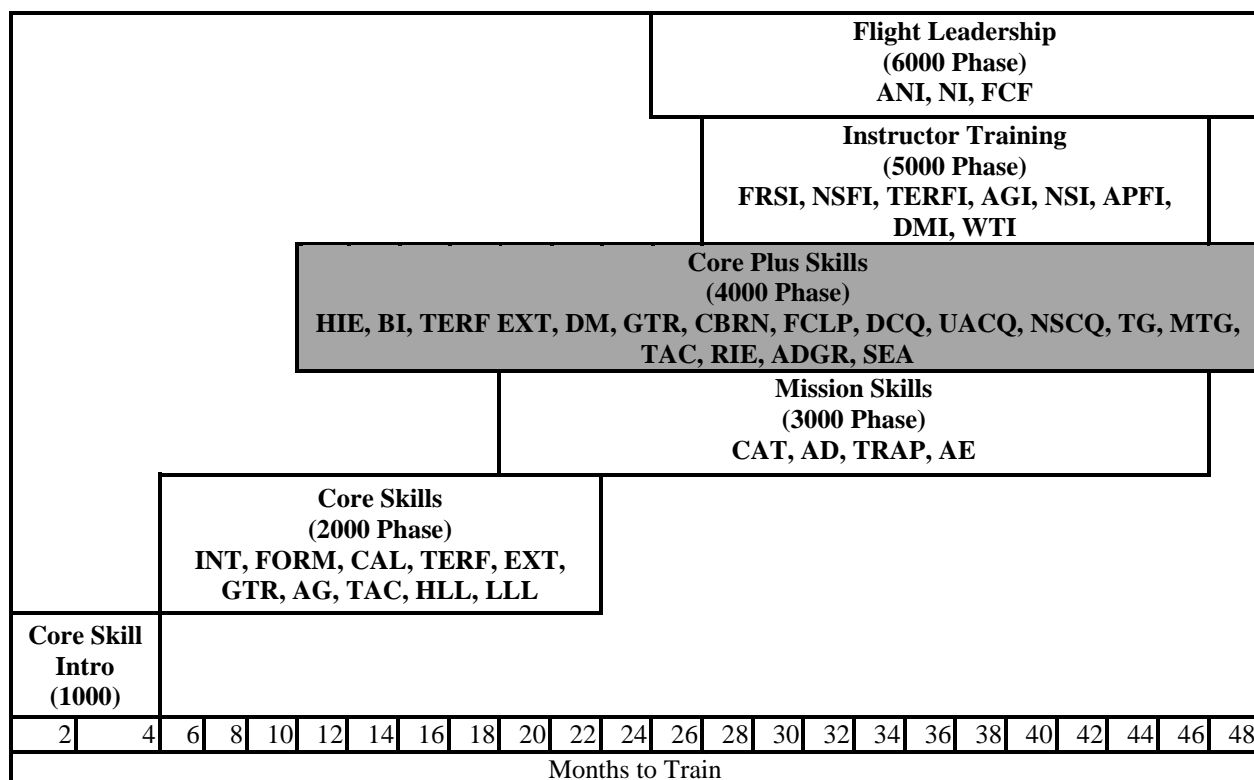 Flight Leadership
(6000 Phase)
ANI, NI, FCF
Instructor Training
(5000 Phase)
FRSI, NSFI, TERFI, AGI, NSI, APFI,
DMI, WTI
Core Plus Skills
(4000 Phase)
HIE, BI, TERF EXT, DM, GTR, CBRN, FCLP, DCQ, UACQ, NSCQ, TG, MTG,
TAC, RIE, ADGR, SEA
Mission Skills
(3000 Phase)
CAT, AD, TRAP, AE
Core Skills
(2000 Phase)
INT, FORM, CAL, TERF, EXT,
GTR, AG, TAC, HLL, LLL
Core Skill
Intro
(1000)
2 4 6 8 10 12 14 16 18 20 22 24 26 28 30 32 34 36 38 40 42 44 46 48
Months to Train